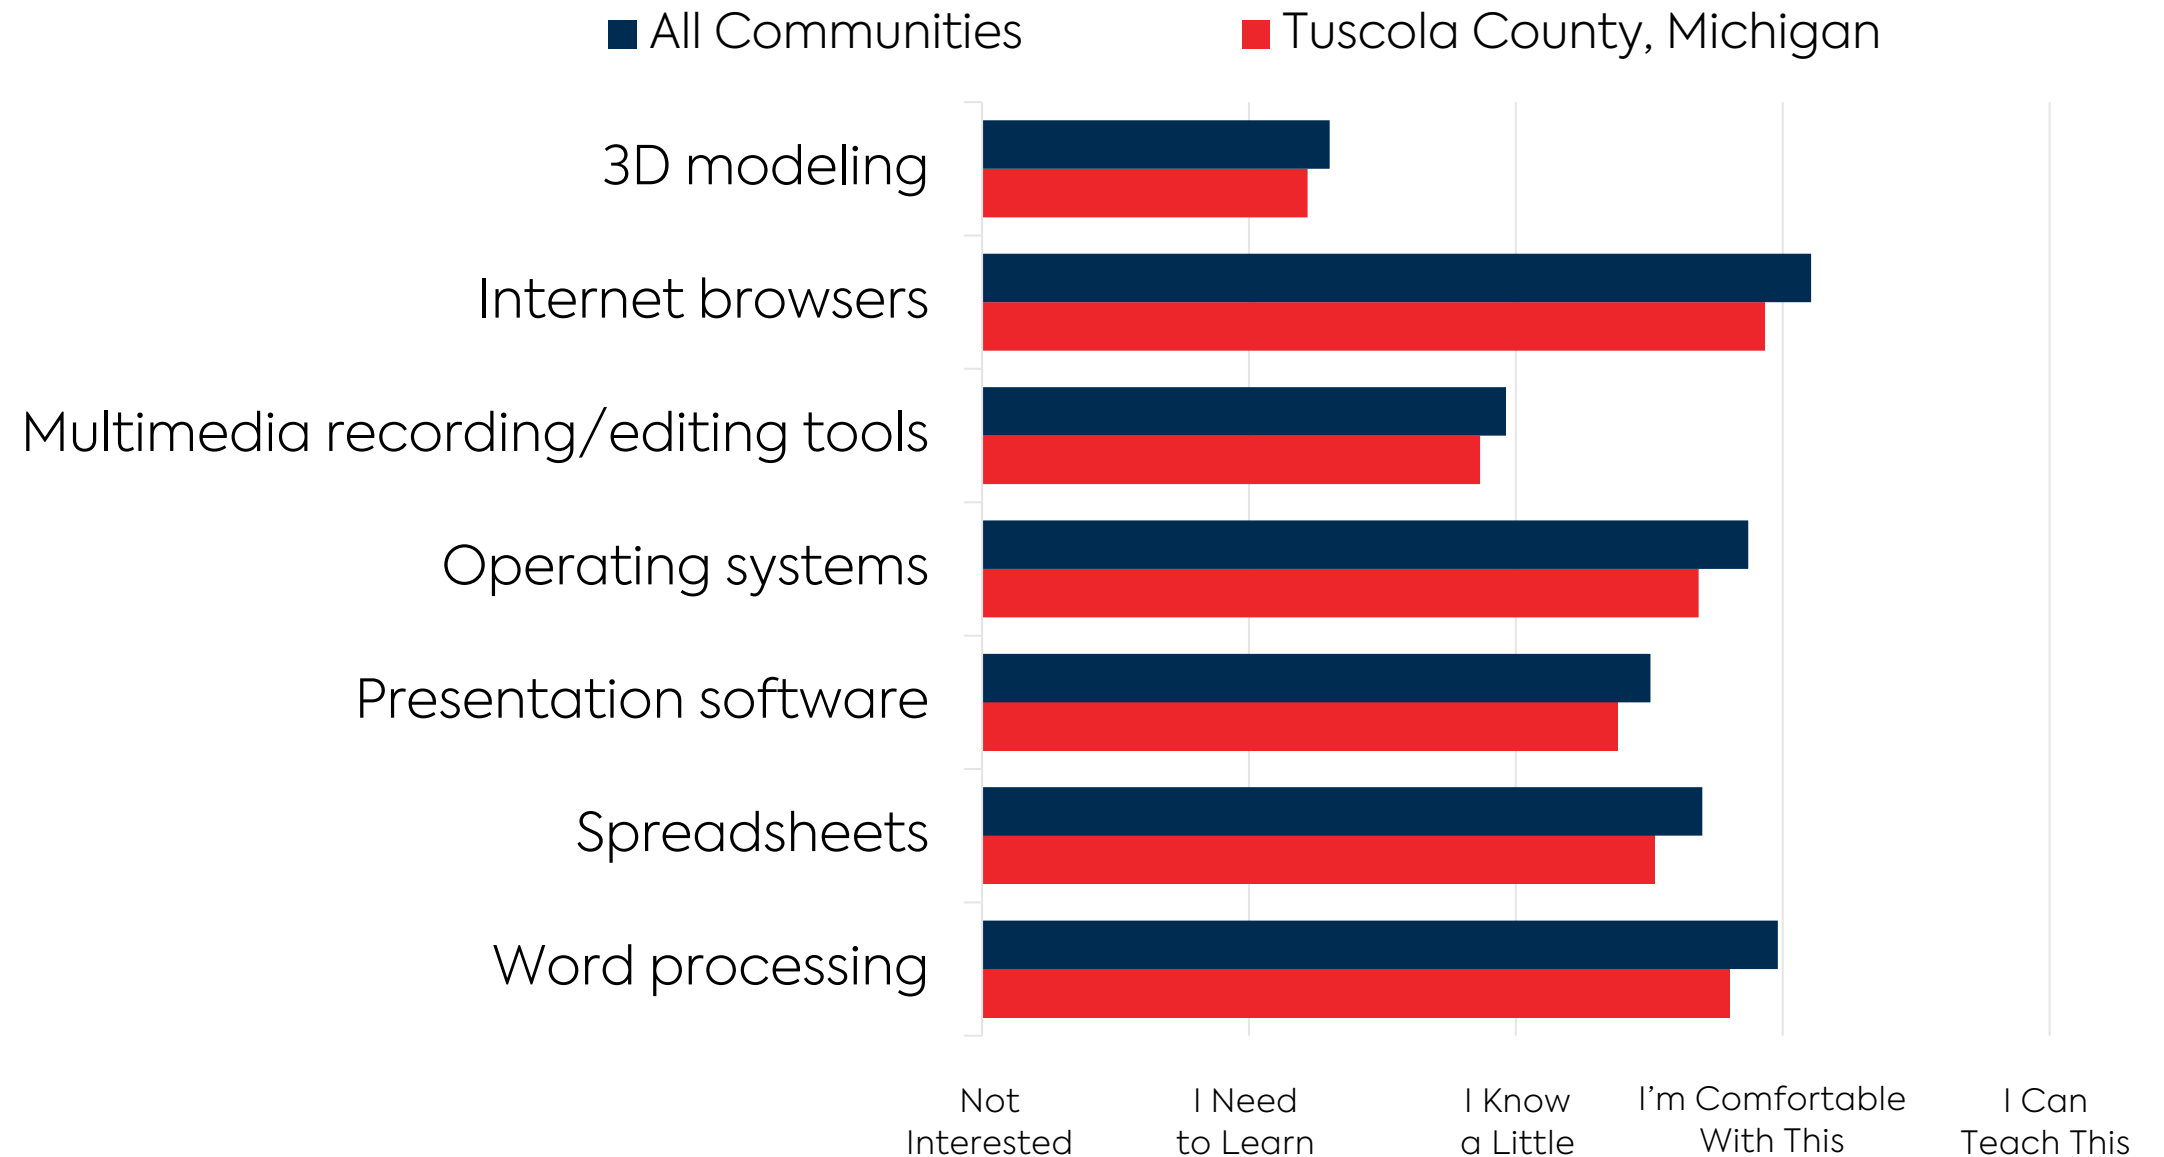 All Communities
Tuscola County, Michigan
3D modeling
Internet browsers
Multimedia recording/editing tools
Operating systems
Presentation software
Spreadsheets
Word processing
Not
Interested
I Need
to Learn
I Know
a Little
I’m Comfortable
With This
I Can
Teach This